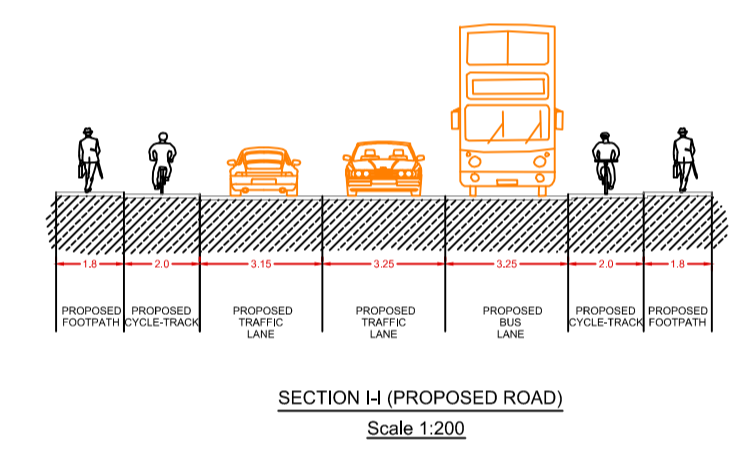 1.8 2.0 3.15 3.25 3.25 2.0 1.8
PROPOSED FOOTPATH
PROPOSED CYCLE-TRACK
PROPOSED TRAFFIC LANE
PROPOSED TRAFFIC LANE
PROPOSED BUS LANE
PROPOSED CYCLE-TRACK
PROPOSED FOOTPATH
SECTION I-I (PROPOSED ROAD)
Scale 1:200